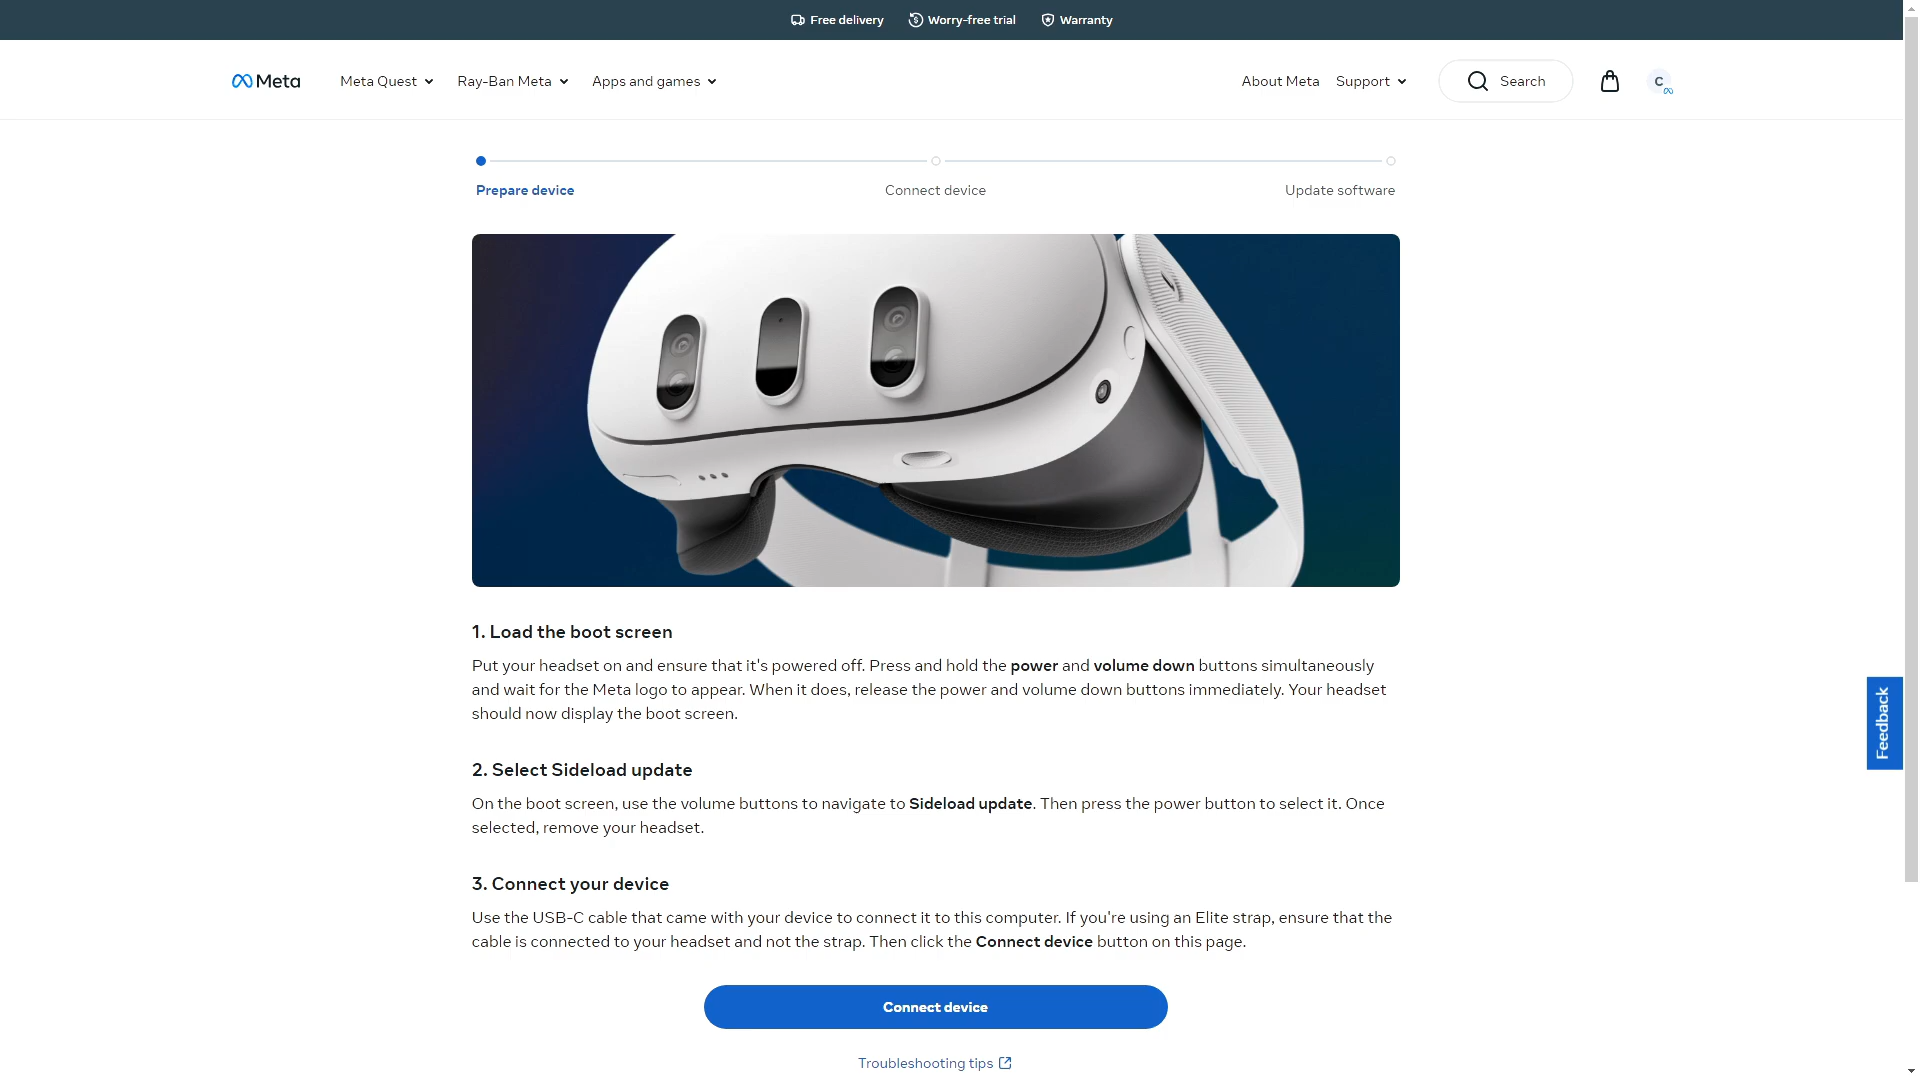 Free delivery Worry-free trial Warranty
Meta Meta Quest Ray-Ban Meta Apps and games About Meta Support Search C
Prepare device Connect device Update software
1. Load the boot screen
Put your headset on and ensure that it's powered off. Press and hold the power and volume down buttons simultaneously
and wait for the Meta logo to appear. When it does, release the power and volume down buttons immediately. Your headset
should now display the boot screen.
2. Select Sideload update
On the boot screen, use the volume buttons to navigate to Sideload update. Then press the power button to select it. Once
selected, remove your headset.
3. Connect your device
Use the USB-C cable that came with your device to connect it to this computer. If you're using an Elite strap, ensure that the
cable is connected to your headset and not the strap. Then click the Connect device button on this page.
Connect device
Troubleshooting tips
Feedback